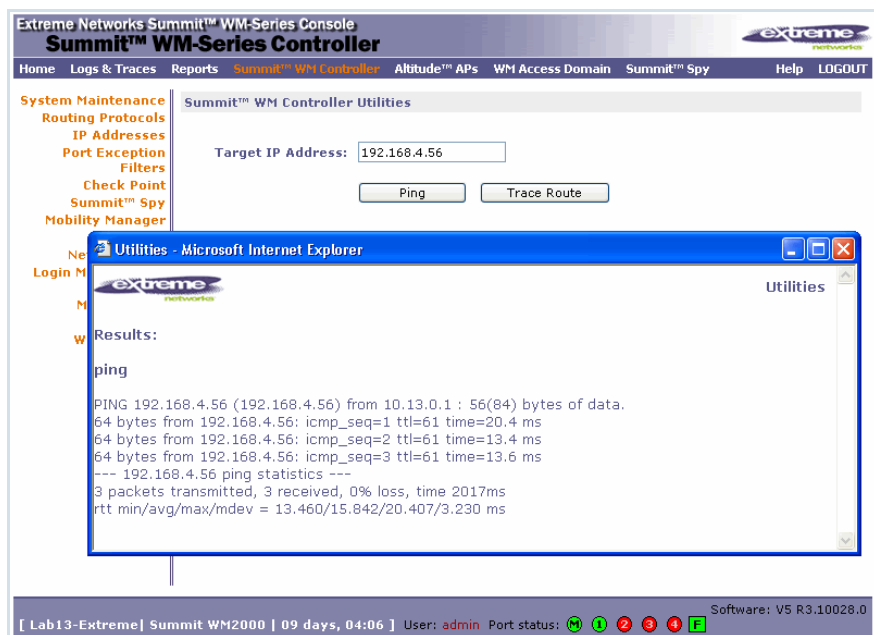 Extreme Networks Summit™ WM-Series Console
Summit™ WM-Series Controller
extreme
networks
Home Logs & Traces Reports Summit™ WM Controller Altitude™ APs WM Access Domain Summit™ Spy Help LOGOUT
System Maintenance
Routing Protocols
IP Addresses
Port Exception
Filters
Check Point
Summit™ Spy
Mobility Manager
Ne
Login M
M
W
Summit™ WM Controller Utilities
Target IP Address: 192.168.4.56
Ping Trace Route
Utilities - Microsoft Internet Explorer
extreme
networks
Utilities
Results:
ping
PING 192.168.4.56 (192.168.4.56) from 10.13.0.1 : 56(84) bytes of data.
64 bytes from 192.168.4.56: icmp_seq=1 ttl=61 time=20.4 ms
64 bytes from 192.168.4.56: icmp_seq=2 ttl=61 time=13.4 ms
64 bytes from 192.168.4.56: icmp_seq=3 ttl=61 time=13.6 ms
--- 192.168.4.56 ping statistics ---
3 packets transmitted, 3 received, 0% loss, time 2017ms
rtt min/avg/max/mdev = 13.460/15.842/20.407/3.230 ms
Software: V5 R3.10028.0
[ Lab13-Extreme| Summit WM2000 | 09 days, 04:06 ] User: admin Port status: M 1 2 3 4 F